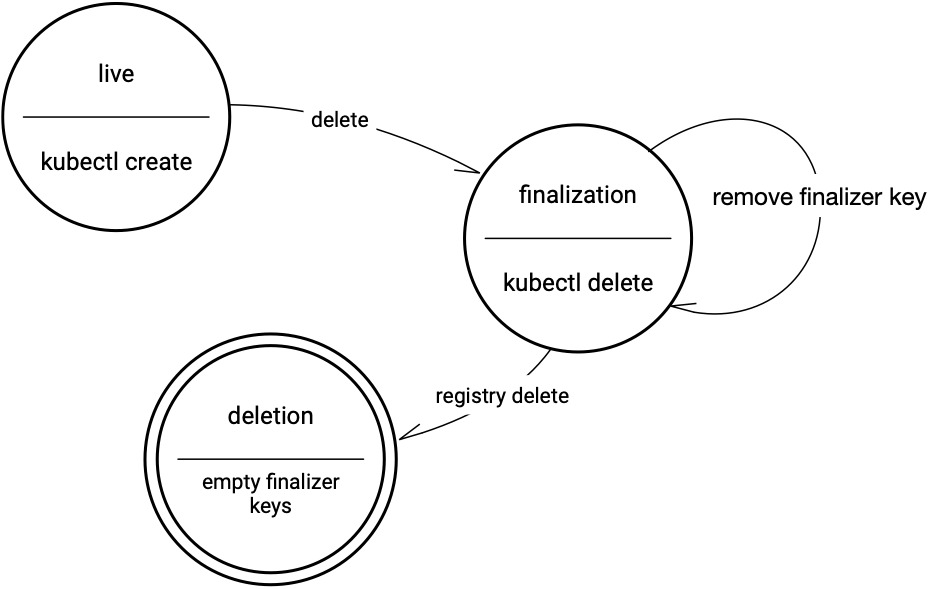 live
kubectl create
delete
finalization
kubectl delete
remove finalizer key
registry delete
deletion
empty finalizer
keys